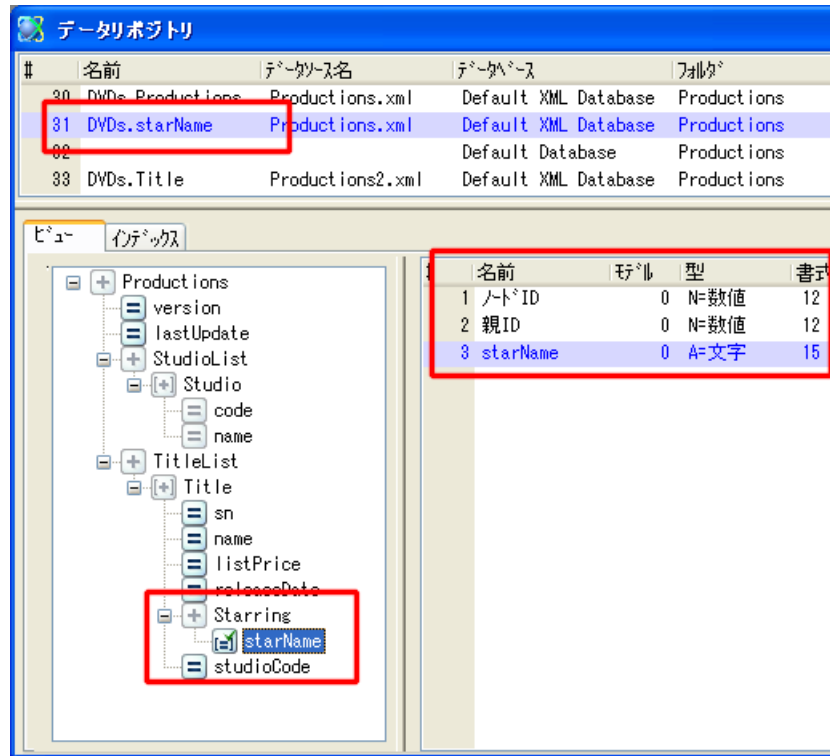 データリポジトリ
# 名前 ﾃﾞｰﾀｿｰｽ名 ﾃﾞｰﾀﾍﾞｰｽ ﾌｫﾙﾀﾞ
30 DVDs.Productions Productions.xml Default XML Database Productions
31 DVDs.starName Productions.xml Default XML Database Productions
32 Default Database Productions
33 DVDs.Title Productions2.xml Default XML Database Productions
ﾋﾞｭｰ ｲﾝﾃﾞｯｸｽ
Productions
version
lastUpdate
StudioList
Studio
code
name
TitleList
Title
sn
name
listPrice
releaseDate
Starring
starName
studioCode
# 名前 ﾓﾃﾞﾙ 型 書式
1 ﾉｰﾄﾞID 0 N=数値 12
2 親ID 0 N=数値 12
3 starName 0 A=文字 15